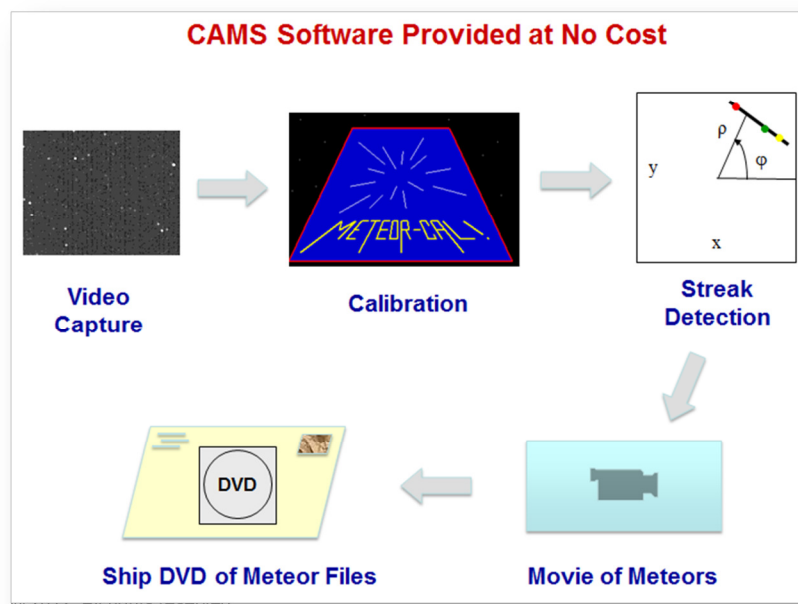 CAMS Software Provided at No Cost
METEOR-CAL!
ρ
φ
y
x
Video
Capture
Calibration
Streak
Detection
DVD
Ship DVD of Meteor Files
Movie of Meteors